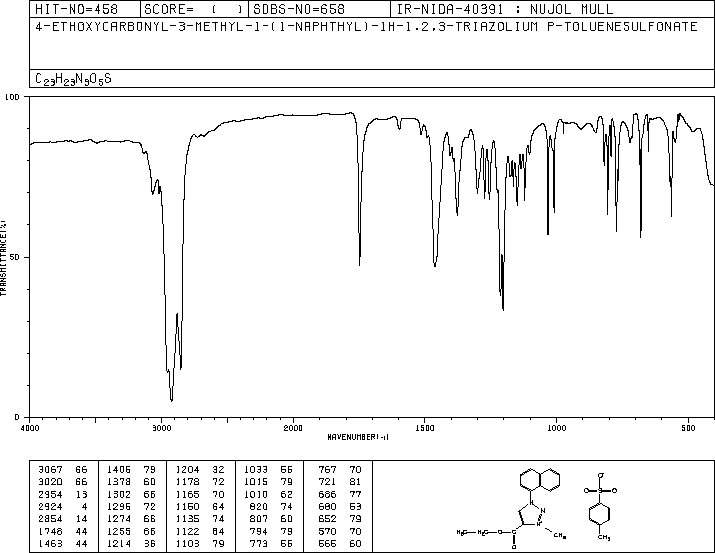 HIT-NO=458 SCORE= ( ) SDBS-NO=658 IR-NIDA-40391 : NUJOL MULL
4-ETHOXYCARBONYL-3-METHYL-1-(1-NAPHTHYL)-1H-1,2,3-TRIAZOLIUM P-TOLUENESULFONATE
C23H23N3O5S
100
50
0
TRANSMITTANCE(%)
4000 3000 2000 1500 1000 500
WAVENUMBER(-1)
3067 66 1406 79 1204 32 1033 55 767 70
3020 66 1378 60 1178 72 1015 79 721 81
2954 13 1302 66 1165 70 1010 62 686 77
2924 4 1296 72 1150 64 820 74 680 53
2854 14 1274 66 1135 74 807 60 652 79
1746 44 1255 66 1122 84 794 79 570 70
1463 44 1214 36 1103 79 773 55 565 60